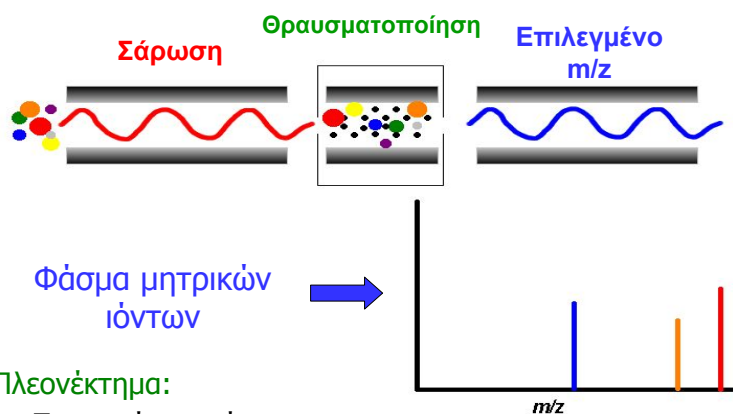 Σάρωση
Θραυσματοποίηση
Επιλεγμένο
m/z
Φάσμα μητρικών
ιόντων
Πλεονέκτημα:
m/z